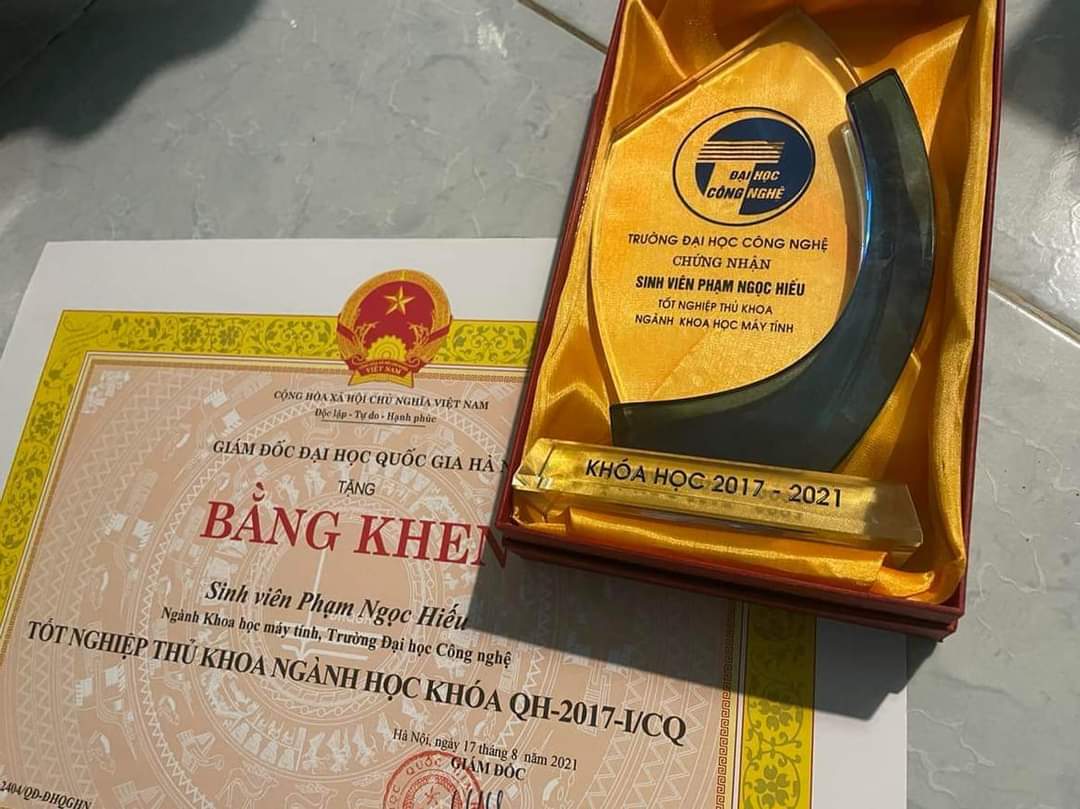 ĐẠI HỌC
CÔNG NGHỆ
TRƯỜNG ĐẠI HỌC CÔNG NGHỆ
CHỨNG NHẬN
SINH VIÊN PHẠM NGỌC HIẾU
TỐT NGHIỆP THỦ KHOA
NGÀNH KHOA HỌC MÁY TÍNH
KHÓA HỌC 2017 - 2021
VIỆT NAM
CỘNG HÒA XÃ HỘI CHỦ NGHĨA VIỆT NAM
Độc lập - Tự do - Hạnh phúc
GIÁM ĐỐC ĐẠI HỌC QUỐC GIA HÀ
TẶNG
BẰNG KHEN
Sinh viên Phạm Ngọc Hiếu
Ngành Khoa học máy tính, Trường Đại học Công nghệ
TỐT NGHIỆP THỦ KHOA NGÀNH HỌC KHÓA QH-2017-I/CQ
Hà Nội, ngày 17 tháng 8 năm 2021
GIÁM ĐỐC
QUỐC
2404/QĐ-ĐHQGHN